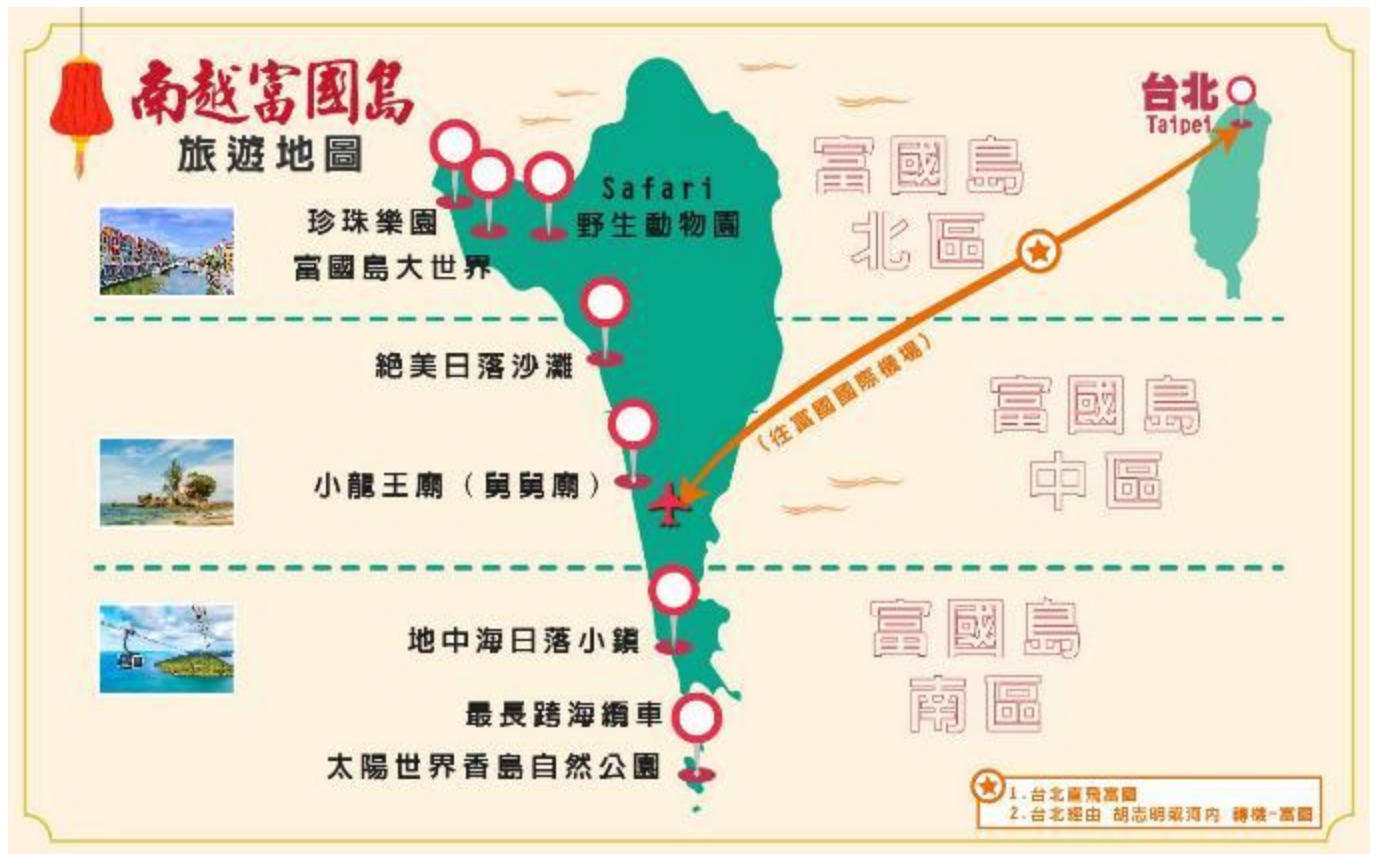 南越富國島
旅遊地圖
台北
Taipei
富國島
北區
Safari
野生動物園
珍珠樂園
富國島大世界
絕美日落沙灘
(往富國國際機場)
富國島
中區
小龍王廟（舅舅廟）
富國島
南區
地中海日落小鎮
最長跨海纜車
太陽世界香島自然公園
1.台北直飛富國
2.台北經由 胡志明或河內 轉機-富國